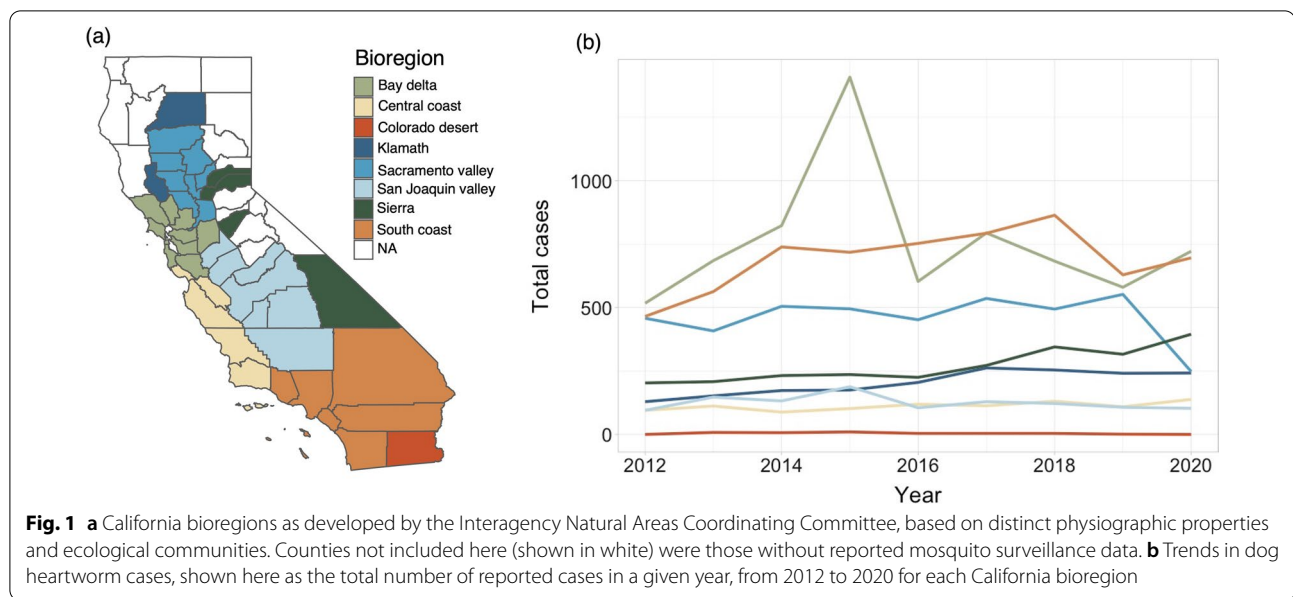 (a)
Bioregion
Bay delta
Central coast
Colorado desert
Klamath
Sacramento valley
San Joaquin valley
Sierra
South coast
NA
(b)
Total cases
1000
500
0
2012
2014
2016
2018
2020
Year
Fig. 1 a California bioregions as developed by the Interagency Natural Areas Coordinating Committee, based on distinct physiographic properties
and ecological communities. Counties not included here (shown in white) were those without reported mosquito surveillance data. b Trends in dog
heartworm cases, shown here as the total number of reported cases in a given year, from 2012 to 2020 for each California bioregion